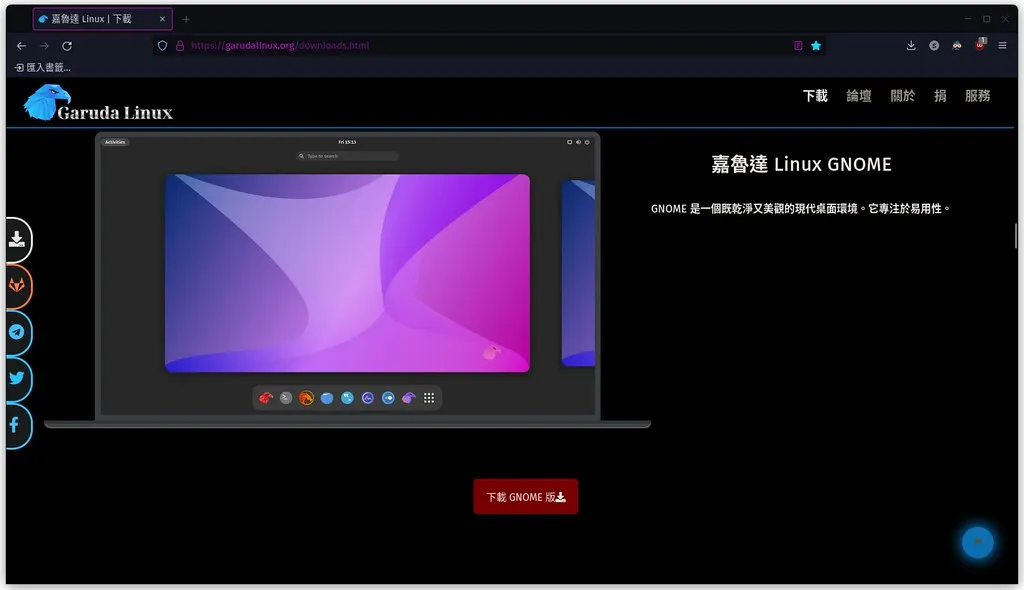 嘉魯達 Linux | 下載
https://garudalinux.org/downloads.html
匯入書籤...
Garuda Linux
下載 論壇 關於 捐 服務
Activities
Fri 15:13
Type to search
嘉魯達 Linux GNOME
GNOME 是一個既乾淨又美觀的現代桌面環境。它專注於易用性。
下載 GNOME 版